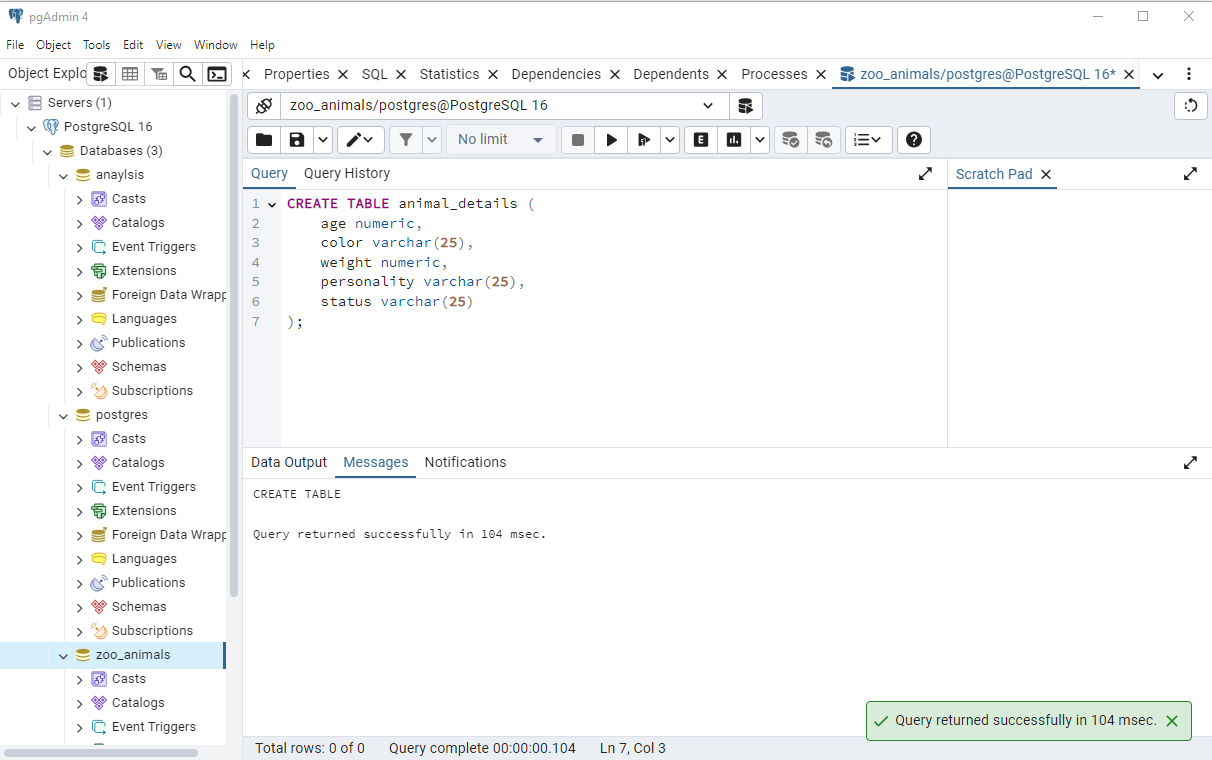 pgAdmin 4
File Object Tools Edit View Window Help
Object Explo
Properties SQL Statistics Dependencies Dependents Processes zoo_animals/postgres@PostgreSQL 16*
Servers (1)
PostgreSQL 16
Databases (3)
anaylsis
Casts
Catalogs
Event Triggers
Extensions
Foreign Data Wrapp
Languages
Publications
Schemas
Subscriptions
postgres
Casts
Catalogs
Event Triggers
Extensions
Foreign Data Wrapp
Languages
Publications
Schemas
Subscriptions
zoo_animals
Casts
Catalogs
Event Triggers
zoo_animals/postgres@PostgreSQL 16
No limit
E
Query Query History
Scratch Pad
1 CREATE TABLE animal_details (
2 age numeric,
3 color varchar(25),
4 weight numeric,
5 personality varchar(25),
6 status varchar(25)
7 );
Data Output Messages Notifications
CREATE TABLE
Query returned successfully in 104 msec.
Query returned successfully in 104 msec.
Total rows: 0 of 0 Query complete 00:00:00.104 Ln 7, Col 3